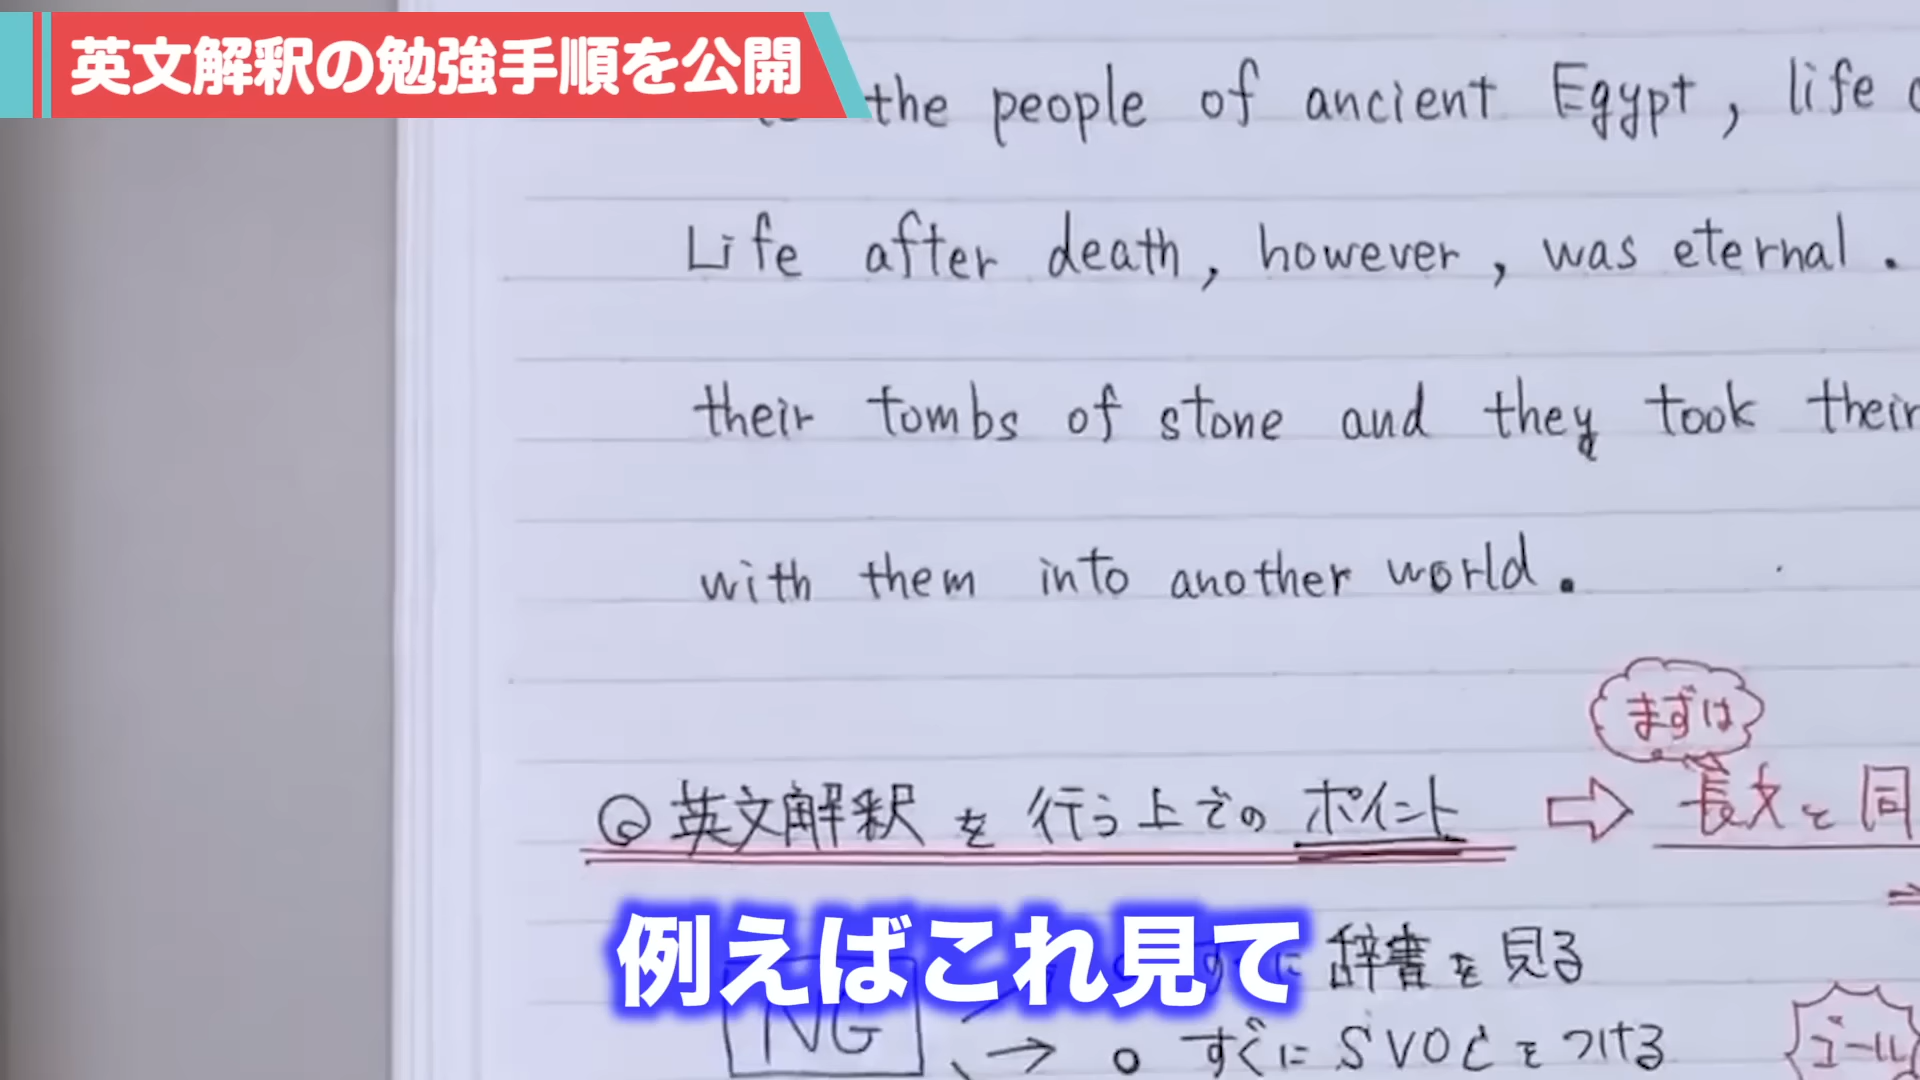 英文解釈の勉強手順を公開
the people of ancient Egypt, life
Life after death, however, was eternal.
their tombs of stone and they took their
with them into another world.
まずは
◎英文解釈を行う上でのポイント ⇨ 長文と同
例えばこれ見て
辞書を見る
NG → ○ すぐにSVOCをつける
ゴール